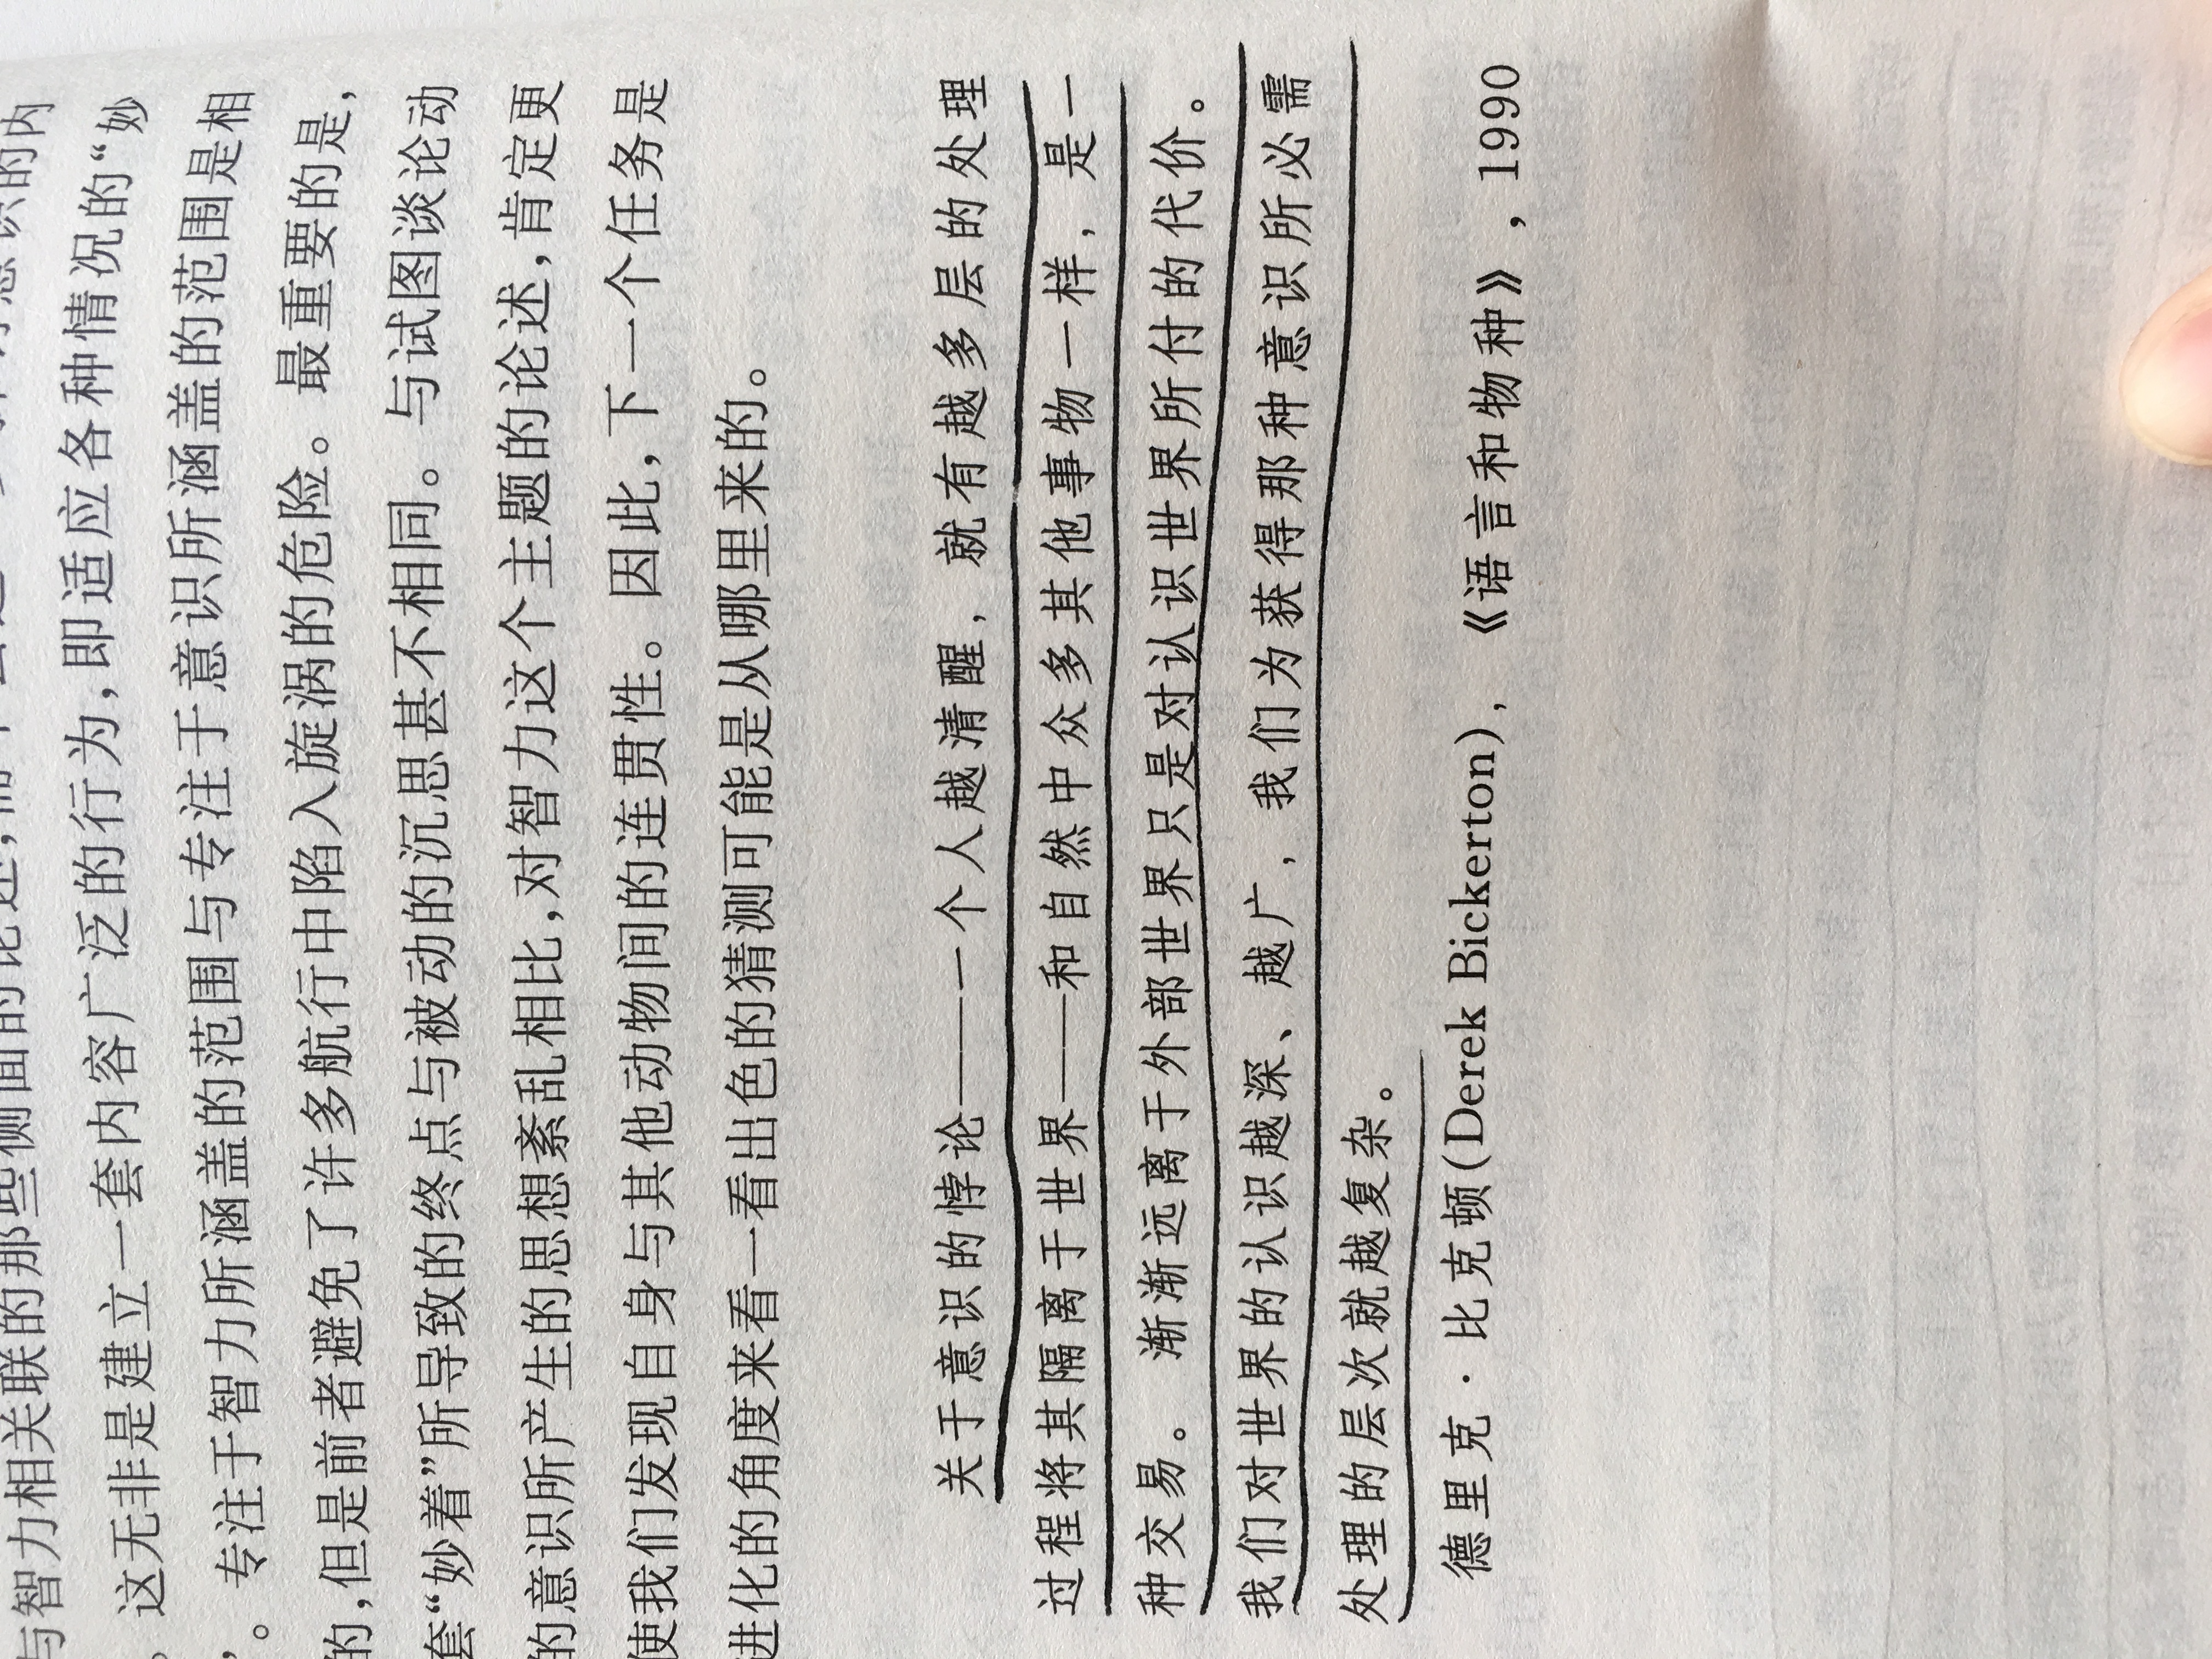 与智力相关联的那些侧面的论述,而不会进一步探讨意识的内
。这无非是建立一套内容广泛的行为,即适应各种情况的“妙
”。专注于智力所涵盖的范围与专注于意识所涵盖的范围是相
的,但是前者避免了许多航行中陷入旋涡的危险。最重要的是,
套“妙着”所导致的终点与被动的沉思甚不相同。与试图谈论动
的意识所产生的思想紊乱相比,对智力这个主题的论述,肯定更
使我们发现自身与其他动物间的连贯性。因此,下一个任务是
进化的角度来看一看出色的猜测可能是从哪里来的。
关于意识的悖论——一个人越清醒,就有越多层的处理
过程将其隔离于世界——和自然中众多其他事物一样,是一
种交易。渐渐远离于外部世界只是对认识世界所付的代价。
我们对世界的认识越深、越广,我们为获得那种意识所必需
处理的层次就越复杂。
德里克·比克顿(Derek Bickerton),《语言和物种》,1990